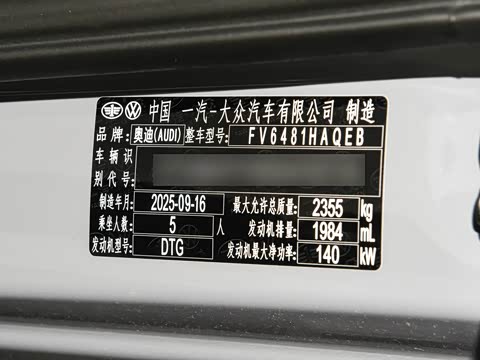 中国 一汽-大众汽车有限公司 制造
品牌: 奥迪(AUDI) 整车型号: FV6481HAQEB
车辆识
别代号:
制造年月: 2025-09-16 最大允许总质量: 2355 kg
乘坐人数: 5 人 发动机排量: 1984 mL
发动机型号: DTG 发动机最大净功率: 140 kW